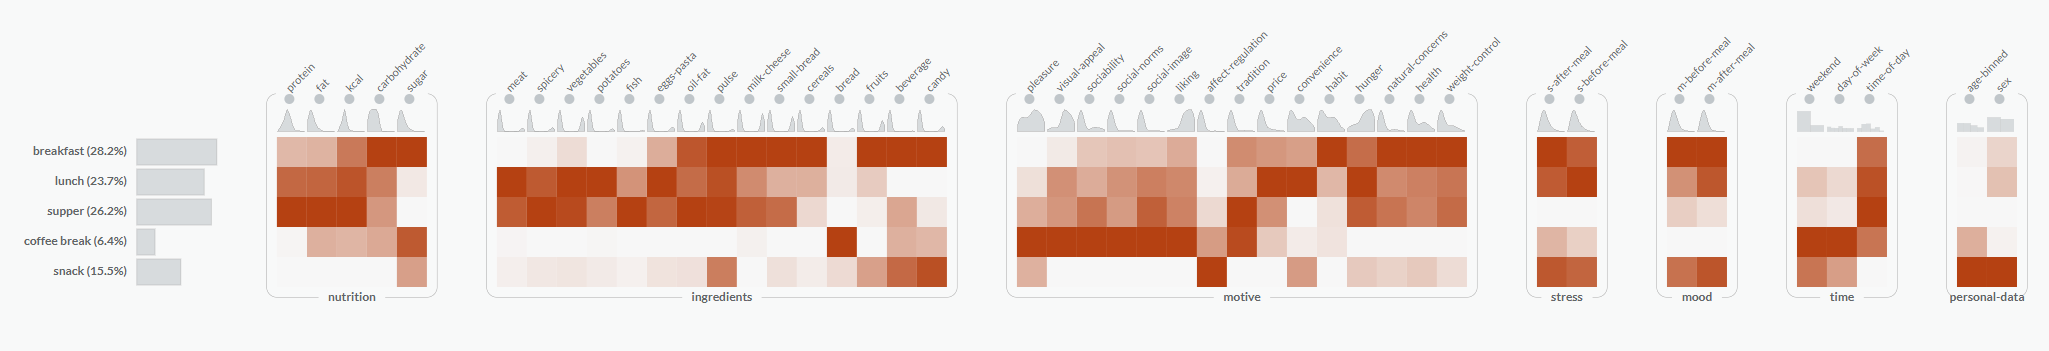 protein
fat
kcal
carbohydrate
sugar
meat
spicery
vegetables
potatoes
fish
eggs-pasta
oil-fat
pulse
milk-cheese
small-bread
cereals
bread
fruits
beverage
candy
pleasure
visual-appeal
sociability
social-norms
social-image
liking
affect-regulation
tradition
price
convenience
habit
hunger
natural-concerns
health
weight-control
s-after-meal
s-before-meal
m-before-meal
m-after-meal
weekend
day-of-week
time-of-day
age-binned
sex
breakfast (28.2%)
lunch (23.7%)
supper (26.2%)
coffee break (6.4%)
snack (15.5%)
nutrition
ingredients
motive
stress
mood
time
personal-data